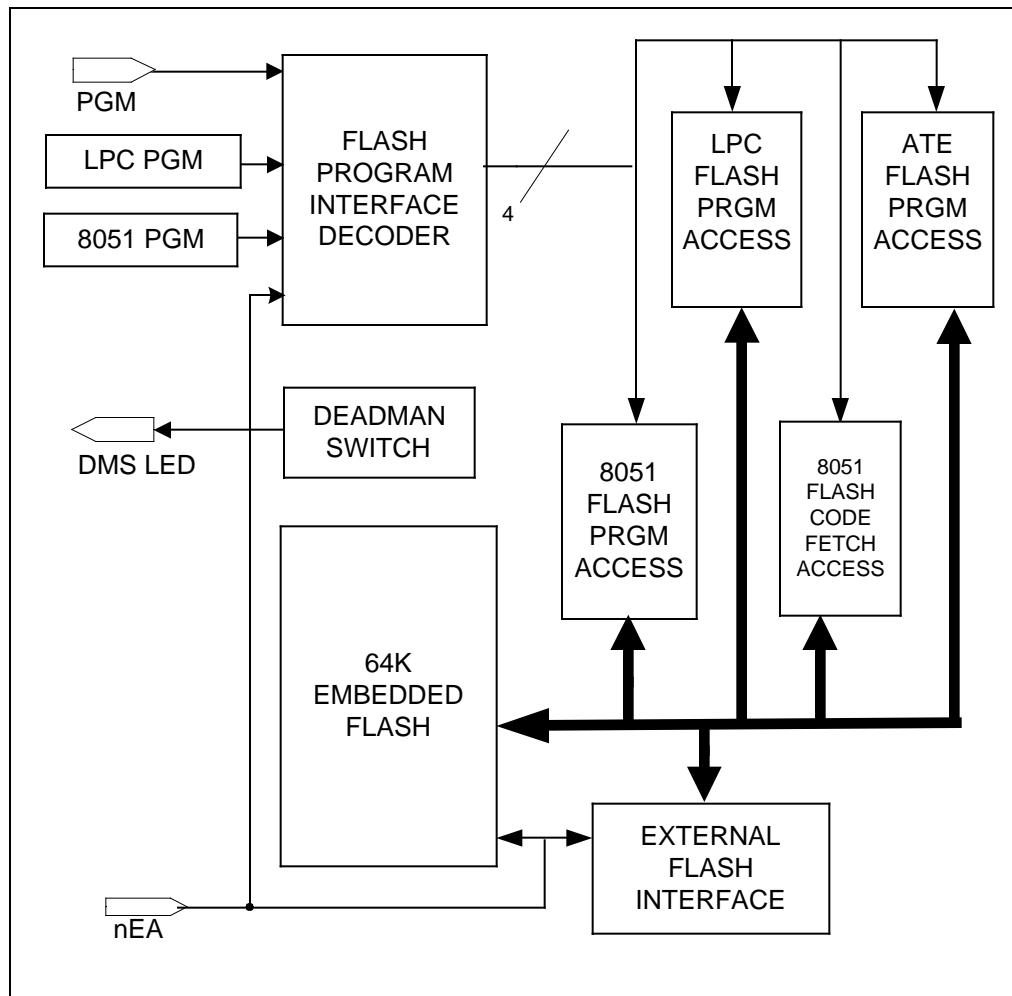 PGM
LPC PGM
8051 PGM
FLASH
PROGRAM
INTERFACE
DECODER
4
LPC
FLASH
PRGM
ACCESS
ATE
FLASH
PRGM
ACCESS
DMS LED
DEADMAN
SWITCH
8051
FLASH
PRGM
ACCESS
8051
FLASH
CODE
FETCH
ACCESS
64K
EMBEDDED
FLASH
EXTERNAL
FLASH
INTERFACE
nEA